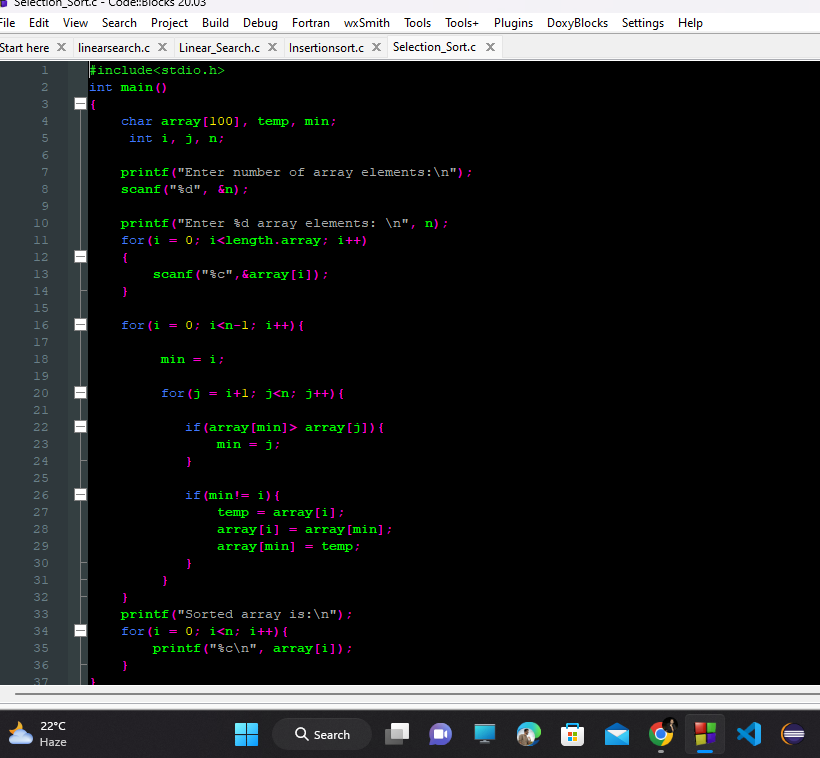 Selection_Sort.c - Code::Blocks 20.03
File Edit View Search Project Build Debug Fortran wxSmith Tools Tools+ Plugins DoxyBlocks Settings Help
Start here linearsearch.c Linear_Search.c Insertionsort.c Selection_Sort.c
1 #include<stdio.h>
2 int main()
3 {
4 char array[100], temp, min;
5 int i, j, n;
6
7 printf("Enter number of array elements:\n");
8 scanf("%d", &n);
9
10 printf("Enter %d array elements: \n", n);
11 for(i = 0; i<length.array; i++)
12 {
13 scanf("%c",&array[i]);
14 }
15
16 for(i = 0; i<n-1; i++){
17
18 min = i;
19
20 for(j = i+1; j<n; j++){
21
22 if(array[min]> array[j]){
23 min = j;
24 }
25
26 if(min!= i){
27 temp = array[i];
28 array[i] = array[min];
29 array[min] = temp;
30 }
31 }
32 }
33 printf("Sorted array is:\n");
34 for(i = 0; i<n; i++){
35 printf("%c\n", array[i]);
36 }
37 }
22°C
Haze
Search